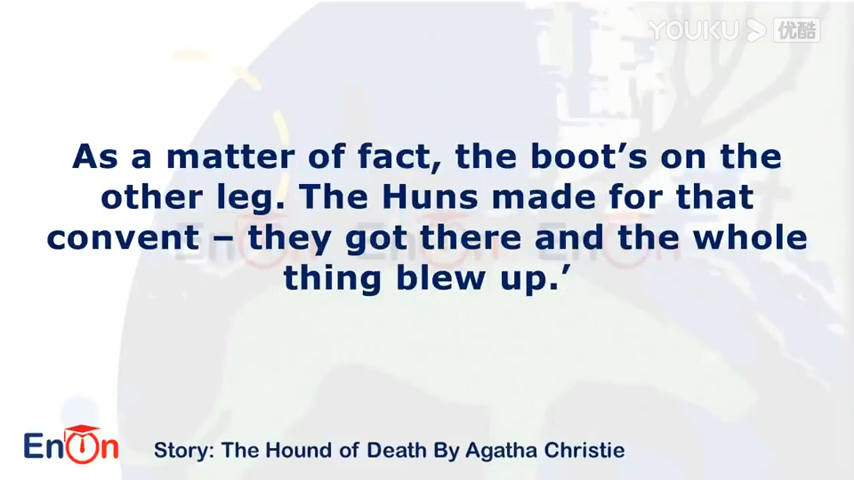 YOUKU 优酷
As a matter of fact, the boot’s on the
other leg. The Huns made for that
convent – they got there and the whole
thing blew up.’
EnOn
Story: The Hound of Death By Agatha Christie